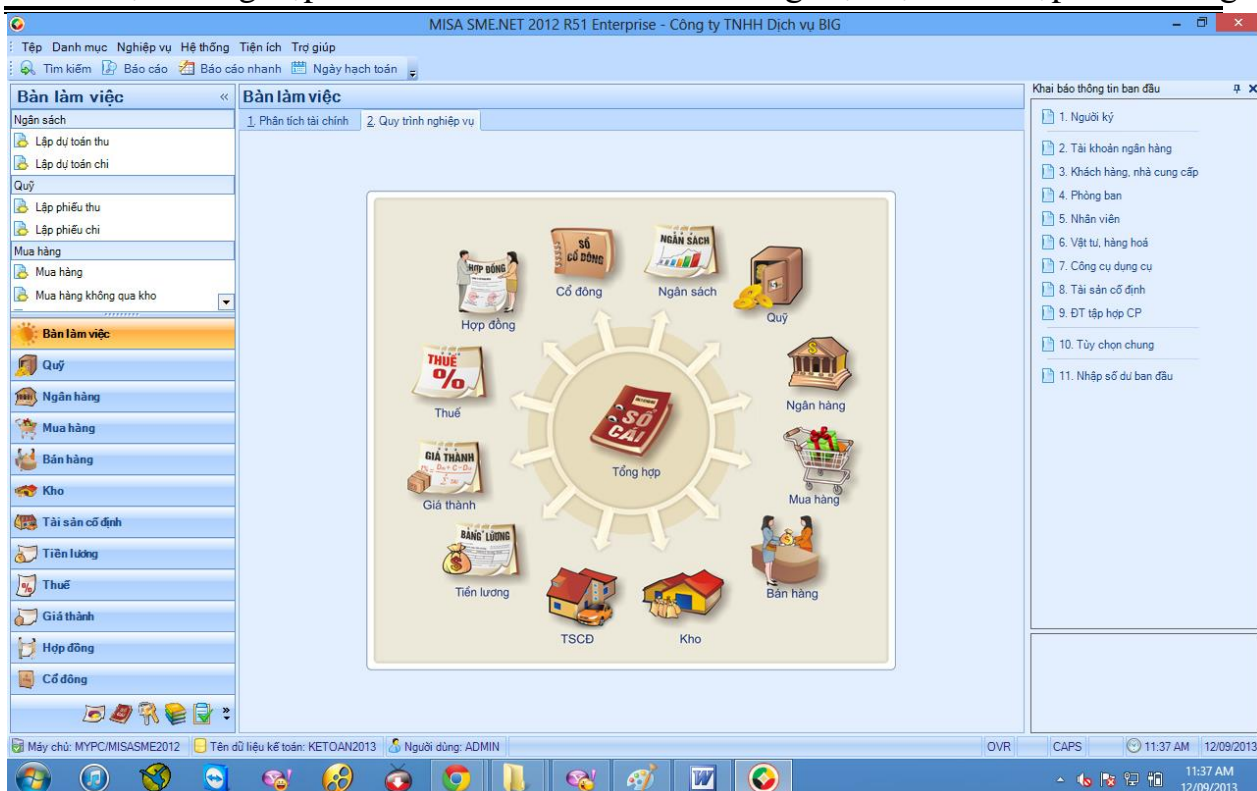 MISA SME.NET 2012 R51 Enterprise - Công ty TNHH Dịch vụ BIG
Tệp Danh mục Nghiệp vụ Hệ thống Tiện ích Trợ giúp
Tìm kiếm Báo cáo Báo cáo nhanh Ngày hạch toán
Bàn làm việc «
Ngân sách
Lập dự toán thu
Lập dự toán chi
Quỹ
Lập phiếu thu
Lập phiếu chi
Mua hàng
Mua hàng
Mua hàng không qua kho
Bàn làm việc
Quỹ
Ngân hàng
Mua hàng
Bán hàng
Kho
Tài sản cố định
Tiền lương
Thuế
Giá thành
Hợp đồng
Cổ đông
Bàn làm việc
1. Phân tích tài chính 2. Quy trình nghiệp vụ
HỢP ĐỒNG
Hợp đồng
SỔ CỔ ĐÔNG
Cổ đông
NGÂN SÁCH
Ngân sách
Quỹ
THUẾ %
Thuế
Ngân hàng
SỔ CÁI
Tổng hợp
GIÁ THÀNH
Giá thành
Mua hàng
BẢNG LƯƠNG
Tiền lương
TSCĐ
Kho
Bán hàng
Khai báo thông tin ban đầu
1. Người ký
2. Tài khoản ngân hàng
3. Khách hàng, nhà cung cấp
4. Phòng ban
5. Nhân viên
6. Vật tư, hàng hoá
7. Công cụ dụng cụ
8. Tài sản cố định
9. ĐT tập hợp CP
10. Tùy chọn chung
11. Nhập số dư ban đầu
Máy chủ: MYPC/MISASME2012 Tên dữ liệu kế toán: KETOAN2013 Người dùng: ADMIN OVR CAPS 11:37 AM 12/09/2013
11:37 AM
12/09/2013